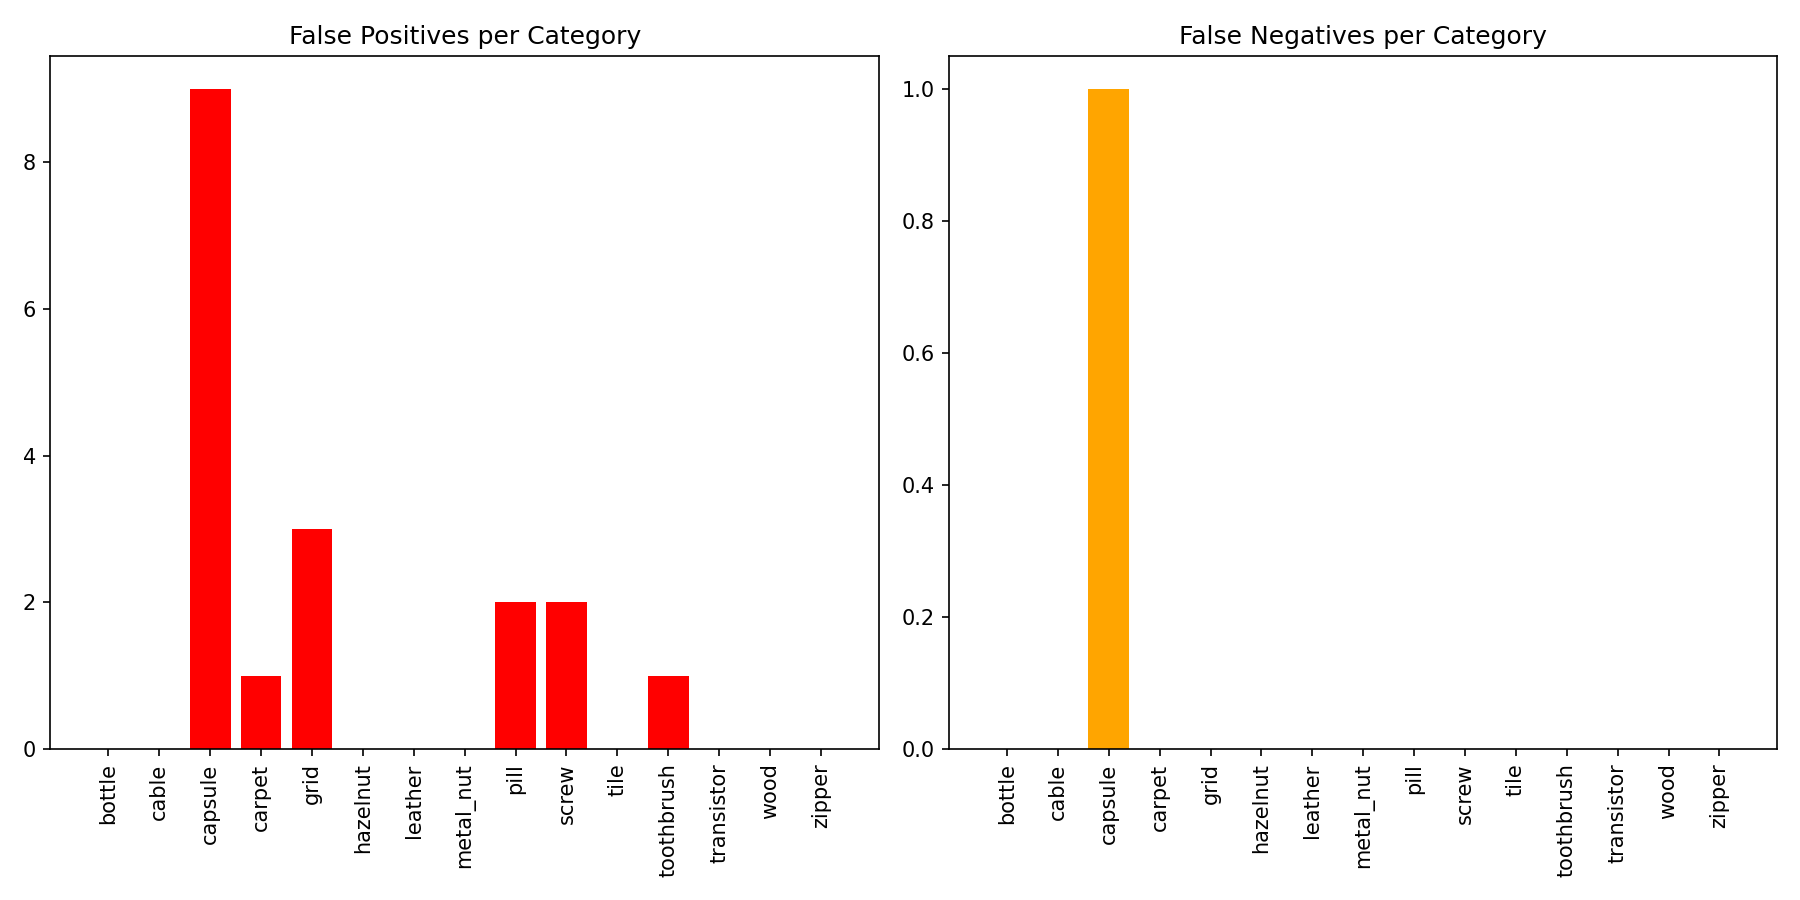 False Positives per Category
8
6
4
2
0
bottle
cable
capsule
carpet
grid
hazelnut
leather
metal_nut
pill
screw
tile
toothbrush
transistor
wood
zipper
False Negatives per Category
1.0
0.8
0.6
0.4
0.2
0.0
bottle
cable
capsule
carpet
grid
hazelnut
leather
metal_nut
pill
screw
tile
toothbrush
transistor
wood
zipper